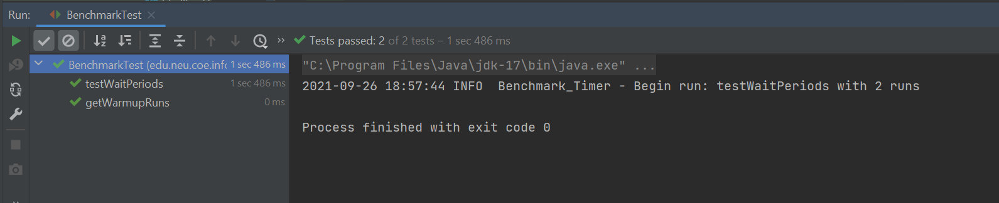 Run: BenchmarkTest
Tests passed: 2 of 2 tests – 1 sec 486 ms
BenchmarkTest (edu.neu.coe.info 1 sec 486 ms
testWaitPeriods 1 sec 486 ms
getWarmupRuns 0 ms
"C:\Program Files\Java\jdk-17\bin\java.exe" ...
2021-09-26 18:57:44 INFO  Benchmark_Timer - Begin run: testWaitPeriods with 2 runs
Process finished with exit code 0